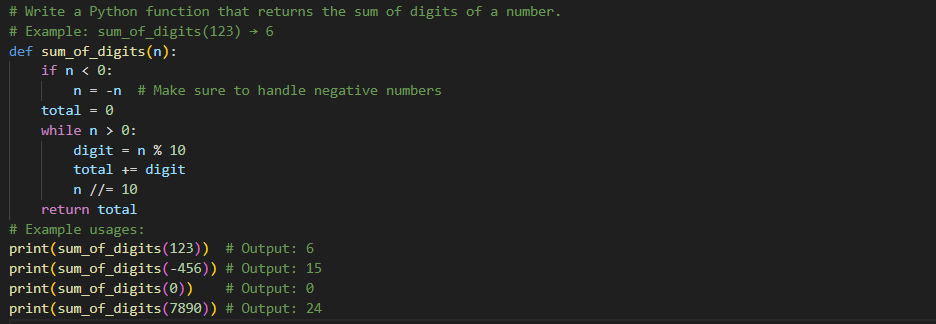 # Write a Python function that returns the sum of digits of a number.
# Example: sum_of_digits(123) → 6
def sum_of_digits(n):
    if n < 0:
        n = -n  # Make sure to handle negative numbers
    total = 0
    while n > 0:
        digit = n % 10
        total += digit
        n //= 10
    return total
# Example usages:
print(sum_of_digits(123))  # Output: 6
print(sum_of_digits(-456)) # Output: 15
print(sum_of_digits(0))    # Output: 0
print(sum_of_digits(7890)) # Output: 24